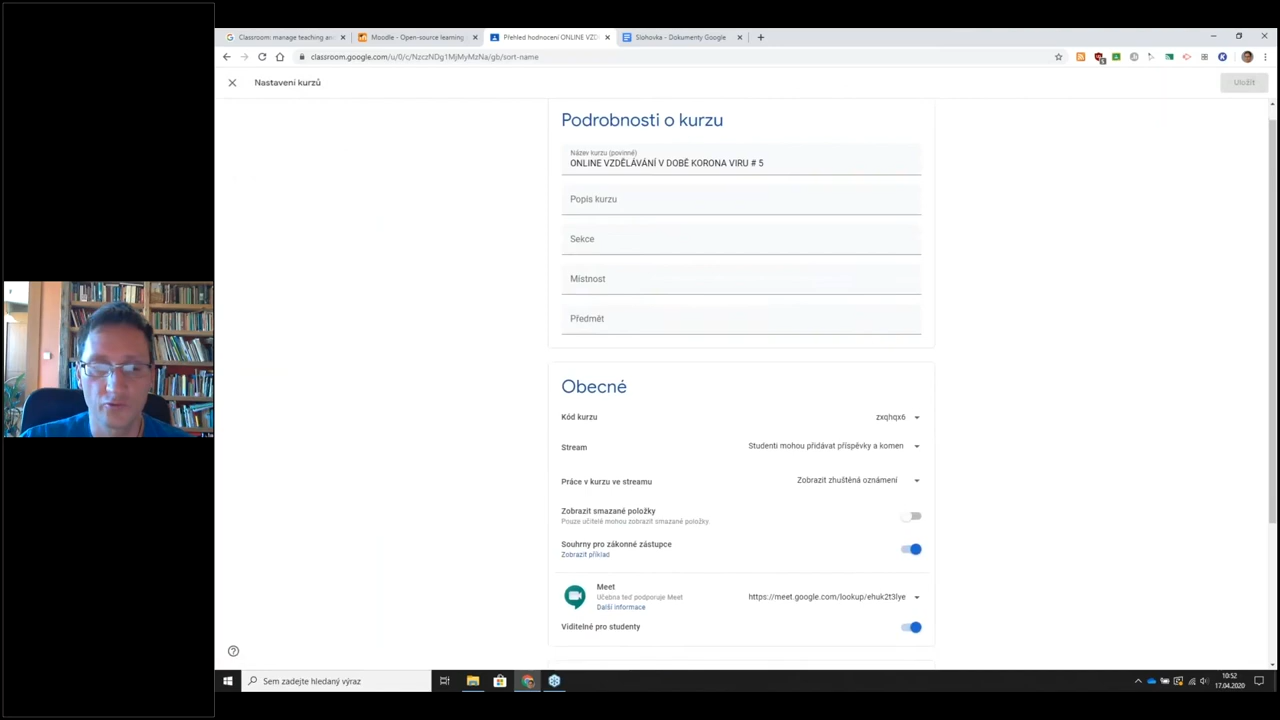 Classroom: manage teaching an
Moodle - Open-source learning
Přehled hodnocení ONLINE VZD
Slohovka - Dokumenty Google
classroom.google.com/u/0/c/NzczNDg1MjMyMzNa/gb/sort-name
Nastavení kurzů
Uložit
Podrobnosti o kurzu
Název kurzu (povinné)
ONLINE VZDĚLÁVÁNÍ V DOBĚ KORONA VIRU # 5
Popis kurzu
Sekce
Místnost
Předmět
Obecné
Kód kurzu
zxqhqx6
Stream
Studenti mohou přidávat příspěvky a komen
Práce v kurzu ve streamu
Zobrazit zhuštěná oznámení
Zobrazit smazané položky
Pouze učitelé mohou zobrazit smazané položky.
Souhrny pro zákonné zástupce
Zobrazit příklad
Meet
Učebna teď podporuje Meet
https://meet.google.com/lookup/ehuk2t3lye
Další informace
Viditelné pro studenty
Sem zadejte hledaný výraz
10:52
17.04.2020